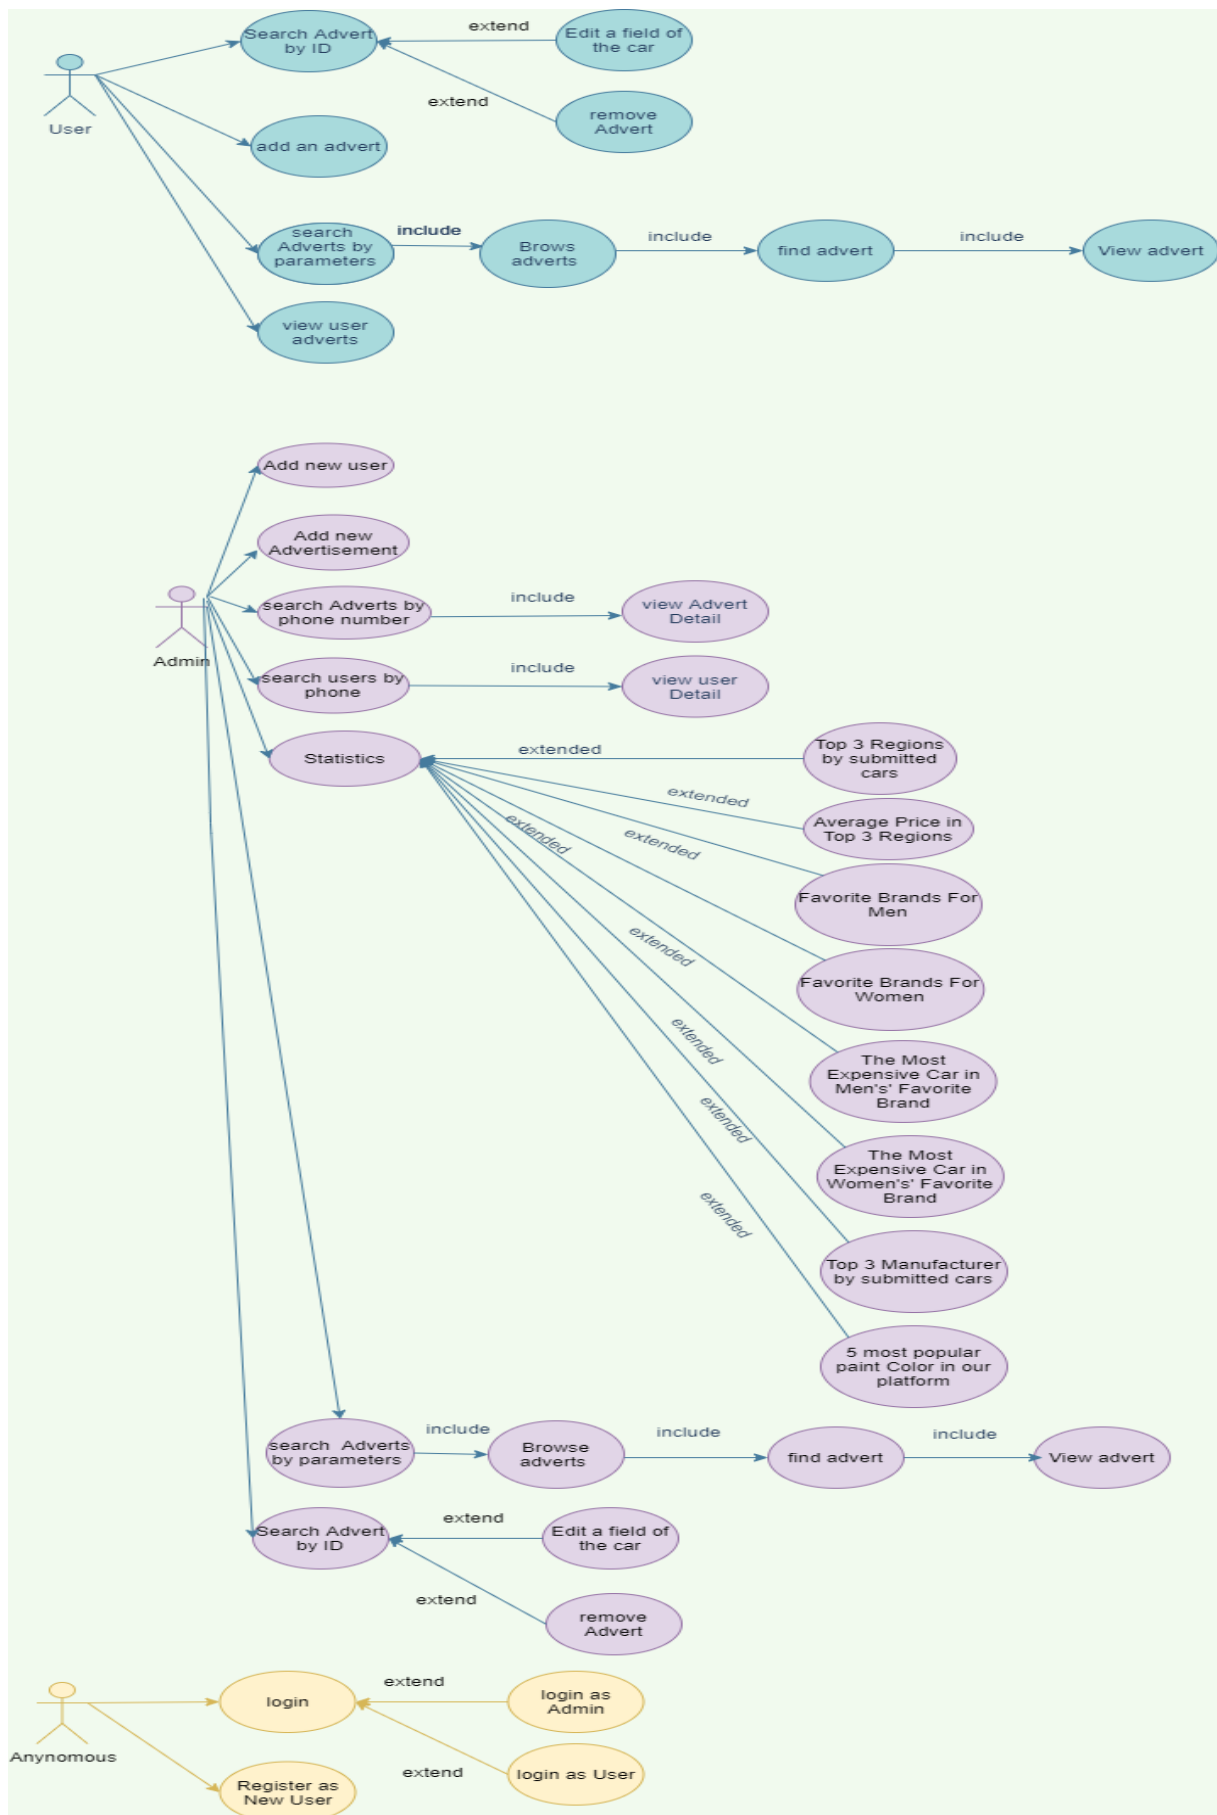 Search Advert
by ID
extend
Edit a field of
the car
extend
remove
Advert
User
add an advert
search
Adverts by
parameters
include
Brows
adverts
include
find advert
include
View advert
view user
adverts
Add new user
Add new
Advertisement
Admin
search Adverts by
phone number
include
view Advert
Detail
search users by
phone
include
view user
Detail
Statistics
extended
Top 3 Regions
by submitted
cars
extended
Average Price in
Top 3 Regions
extended
Favorite Brands For
Men
extended
Favorite Brands For
Women
extended
The Most
Expensive Car in
Men's' Favorite
Brand
extended
The Most
Expensive Car in
Women's' Favorite
Brand
extended
Top 3 Manufacturer
by submitted cars
extended
5 most popular
paint Color in our
platform
search Adverts
by parameters
include
Browse
adverts
include
find advert
include
View advert
Search Advert
by ID
extend
Edit a field of
the car
extend
remove
Advert
Anynomous
login
extend
login as
Admin
extend
login as User
Register as
New User